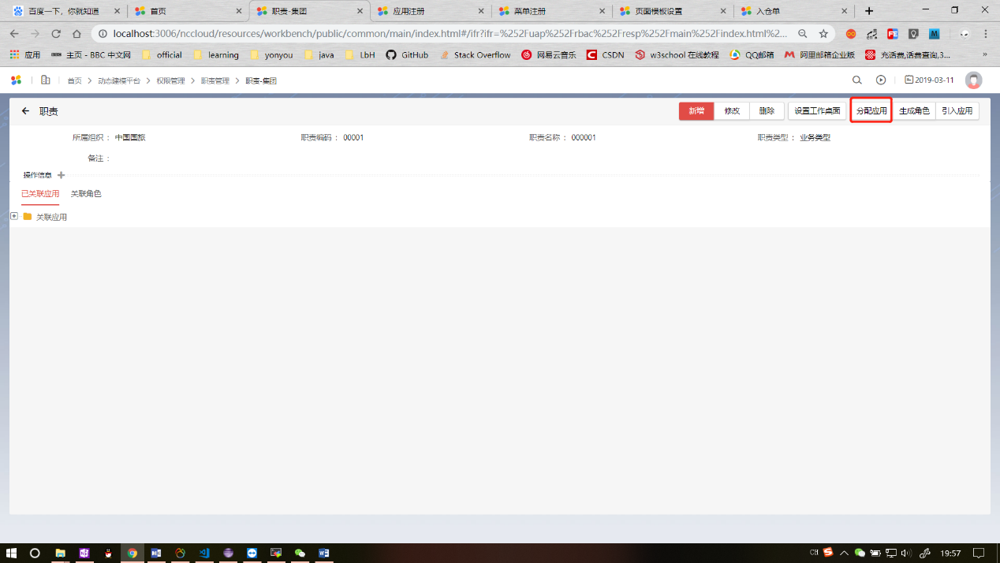 百度一下，你就知道 首页 职责-集团 应用注册 菜单注册 页面模板设置 入仓单
localhost:3006/nccloud/resources/workbench/public/common/main/index.html#/ifr?ifr=%252Fuap%252Frbac%252Fresp%252Fmain%252Findex.html%2...
应用 主页 - BBC 中文网 official learning yonyou java LbH GitHub Stack Overflow 网易云音乐 CSDN w3school 在线教程 QQ邮箱 阿里邮箱企业版 充话费,话费查询,3... »
首页 > 动态建模平台 > 权限管理 > 职责管理 > 职责-集团 2019-03-11
职责 新增 修改 删除 设置工作桌面 分配应用 生成角色 引入应用
所属组织： 中国国旅 职责编码： 00001 职责名称： 000001 职责类型： 业务类型
备注：
操作信息
已关联应用 关联角色
关联应用
CH 19:57